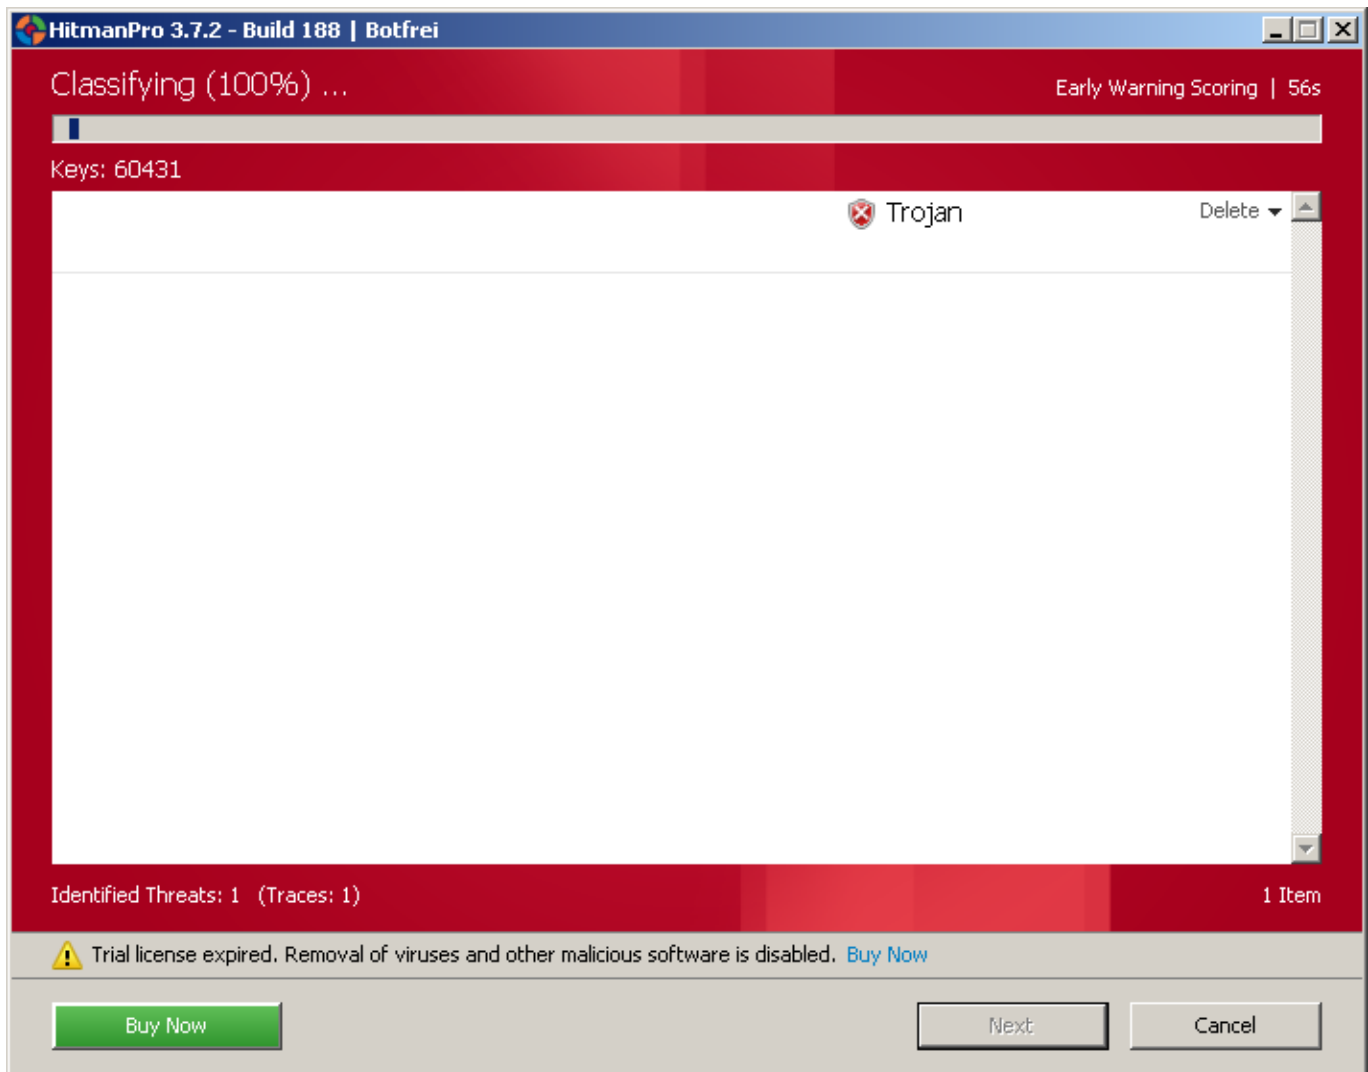 HitmanPro 3.7.2 - Build 188 | Botfrei
Classifying (100%) ...
Early Warning Scoring | 56s
Keys: 60431
Trojan
Delete
Identified Threats: 1 (Traces: 1)
1 Item
Trial license expired. Removal of viruses and other malicious software is disabled. Buy Now
Buy Now
Next
Cancel